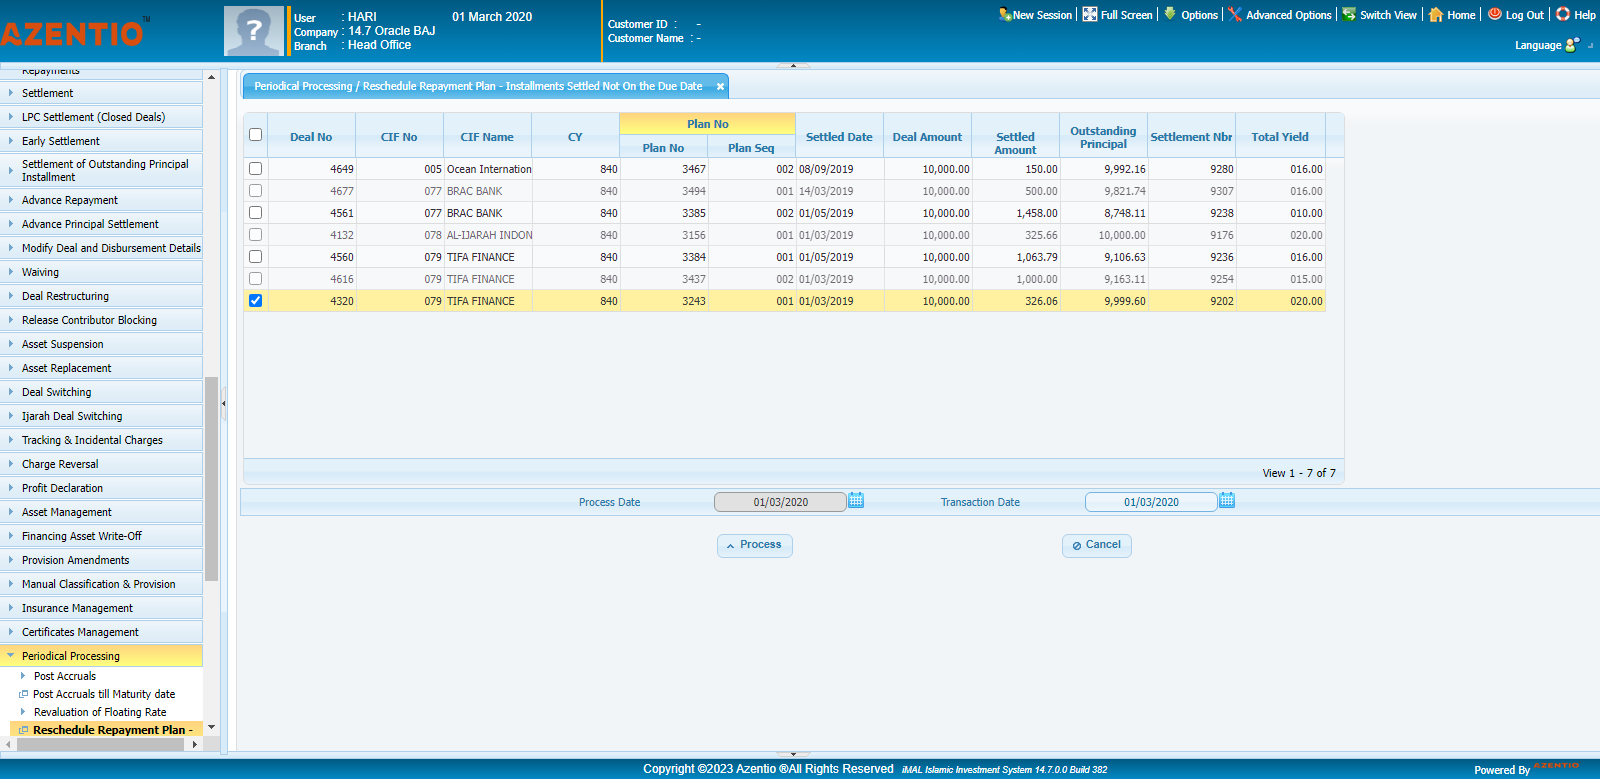 AZENTIO™
User : HARI 01 March 2020
Company : 14.7 Oracle BAJ
Branch : Head Office
Customer ID : -
Customer Name : -
New Session | Full Screen | Options | Advanced Options | Switch View | Home | Log Out | Help
Language
Repayments
Settlement
LPC Settlement (Closed Deals)
Early Settlement
Settlement of Outstanding Principal
Installment
Advance Repayment
Advance Principal Settlement
Modify Deal and Disbursement Details
Waiving
Deal Restructuring
Release Contributor Blocking
Asset Suspension
Asset Replacement
Deal Switching
Ijarah Deal Switching
Tracking & Incidental Charges
Charge Reversal
Profit Declaration
Asset Management
Financing Asset Write-Off
Provision Amendments
Manual Classification & Provision
Insurance Management
Certificates Management
Periodical Processing
Post Accruals
Post Accruals till Maturity date
Revaluation of Floating Rate
Reschedule Repayment Plan -
Periodical Processing / Reschedule Repayment Plan - Installments Settled Not On the Due Date
Plan No
Deal No CIF No CIF Name CY Plan No Plan Seq Settled Date Deal Amount Settled Amount Outstanding Principal Settlement Nbr Total Yield
4649 005 Ocean Internation 840 3467 002 08/09/2019 10,000.00 150.00 9,992.16 9280 016.00
4677 077 BRAC BANK 840 3494 001 14/03/2019 10,000.00 500.00 9,821.74 9307 016.00
4561 077 BRAC BANK 840 3385 002 01/05/2019 10,000.00 1,458.00 8,748.11 9238 010.00
4132 078 AL-IJARAH INDON 840 3156 001 01/03/2019 10,000.00 325.66 10,000.00 9176 020.00
4560 079 TIFA FINANCE 840 3384 001 01/05/2019 10,000.00 1,063.79 9,106.63 9236 016.00
4616 079 TIFA FINANCE 840 3437 002 01/03/2019 10,000.00 1,000.00 9,163.11 9254 015.00
4320 079 TIFA FINANCE 840 3243 001 01/03/2019 10,000.00 326.06 9,999.60 9202 020.00
View 1 - 7 of 7
Process Date 01/03/2020 Transaction Date 01/03/2020
Process Cancel
Copyright ©2023 Azentio ®All Rights Reserved iMAL Islamic Investment System 14.7.0.0 Build 382
Powered By AZENTIO